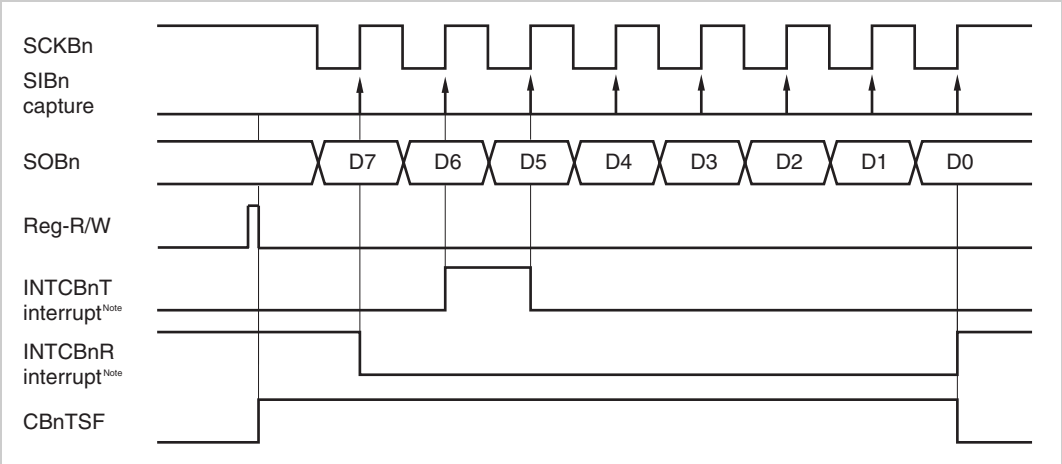 SCKBn
SIBn
capture
SOBn
D7 D6 D5 D4 D3 D2 D1 D0
Reg-R/W
INTCBnT
interruptNote
INTCBnR
interruptNote
CBnTSF